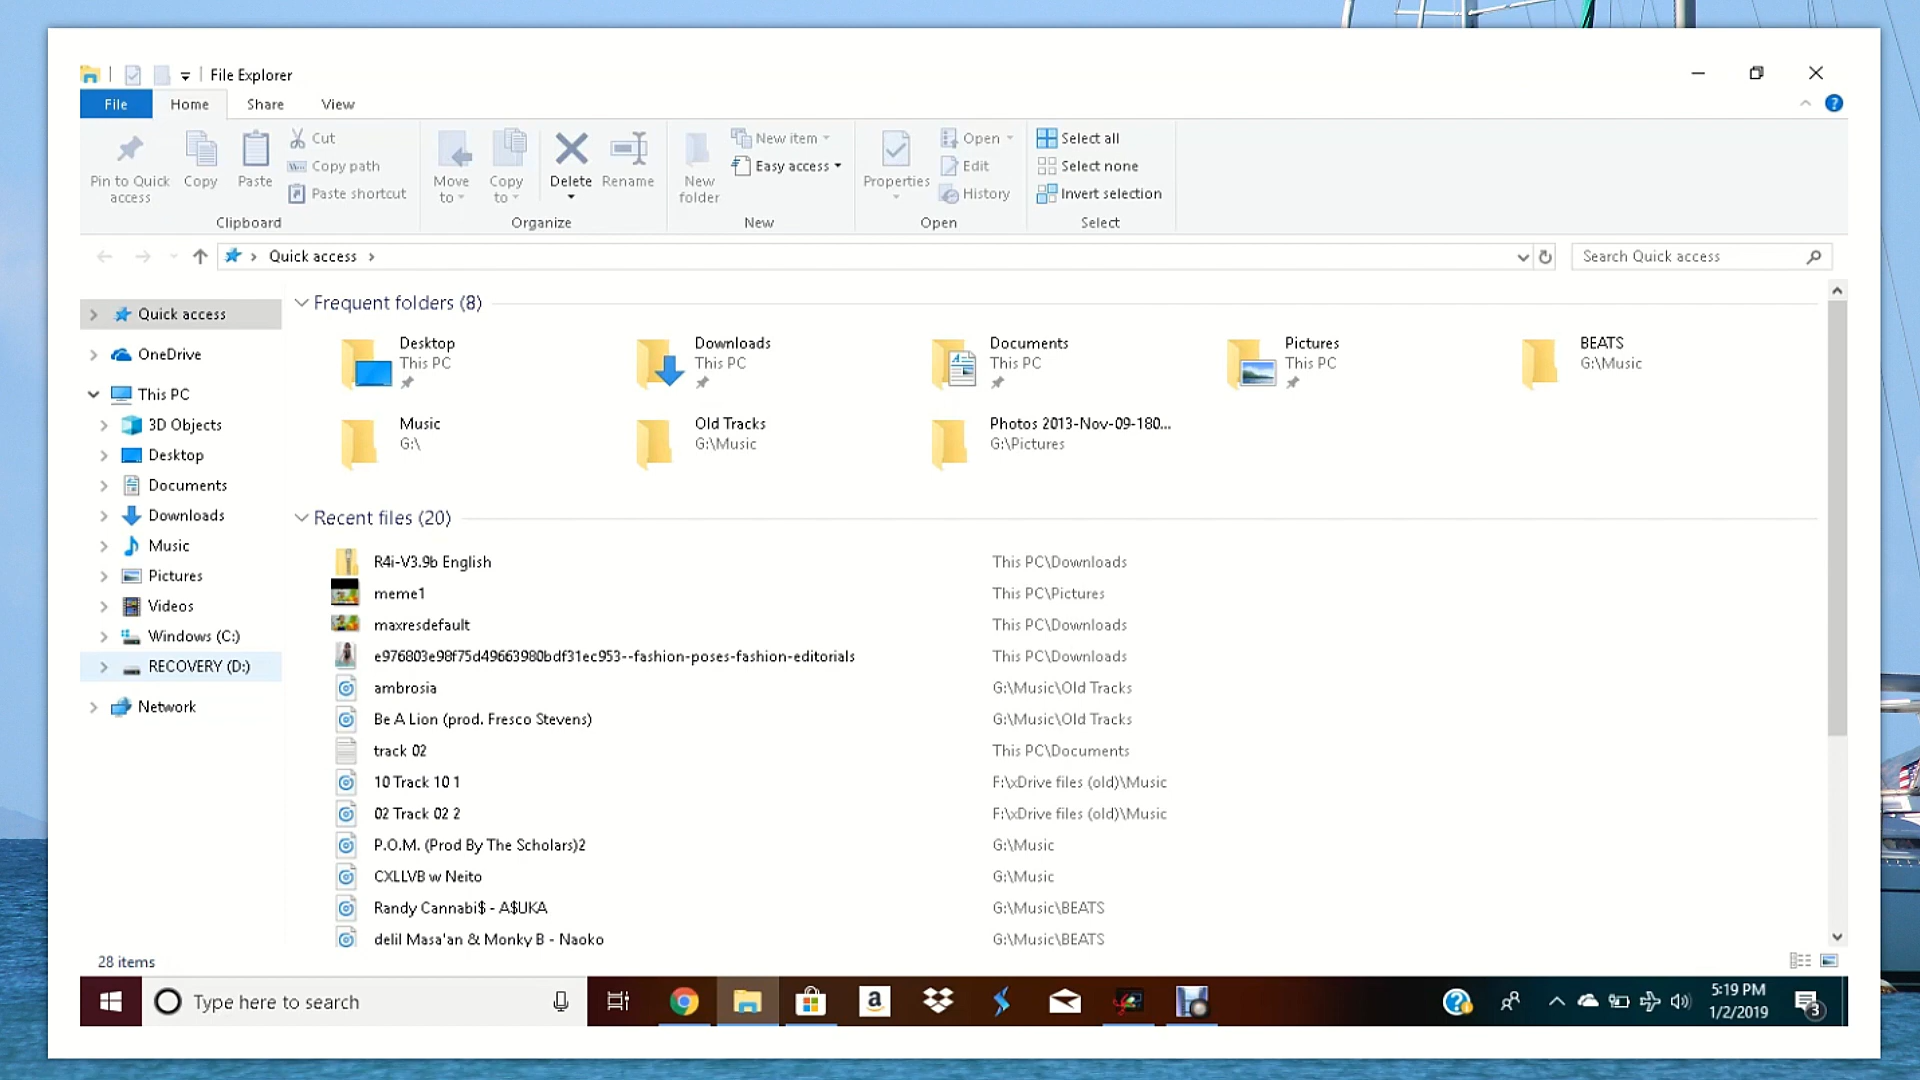 File Explorer
File Home Share View
Pin to Quick access
Copy
Paste
Cut
Copy path
Paste shortcut
Clipboard
Move to
Copy to
Delete
Rename
Organize
New folder
New item
Easy access
New
Properties
Open
Edit
History
Open
Select all
Select none
Invert selection
Select
Quick access
Search Quick access
Quick access
OneDrive
This PC
3D Objects
Desktop
Documents
Downloads
Music
Pictures
Videos
Windows (C:)
RECOVERY (D:)
Network
Frequent folders (8)
Desktop
This PC
Downloads
This PC
Documents
This PC
Pictures
This PC
BEATS
G:\Music
Music
G:\
Old Tracks
G:\Music
Photos 2013-Nov-09-180...
G:\Pictures
Recent files (20)
R4i-V3.9b English This PC\Downloads
meme1 This PC\Pictures
maxresdefault This PC\Downloads
e976803e98f75d49663980bdf31ec953--fashion-poses-fashion-editorials This PC\Downloads
ambrosia G:\Music\Old Tracks
Be A Lion (prod. Fresco Stevens) G:\Music\Old Tracks
track 02 This PC\Documents
10 Track 10 1 F:\xDrive files (old)\Music
02 Track 02 2 F:\xDrive files (old)\Music
P.O.M. (Prod By The Scholars)2 G:\Music
CXLLVB w Neito G:\Music
Randy Cannabi$ - A$UKA G:\Music\BEATS
delil Masa'an & Monky B - Naoko G:\Music\BEATS
28 items
Type here to search
5:19 PM
1/2/2019
3